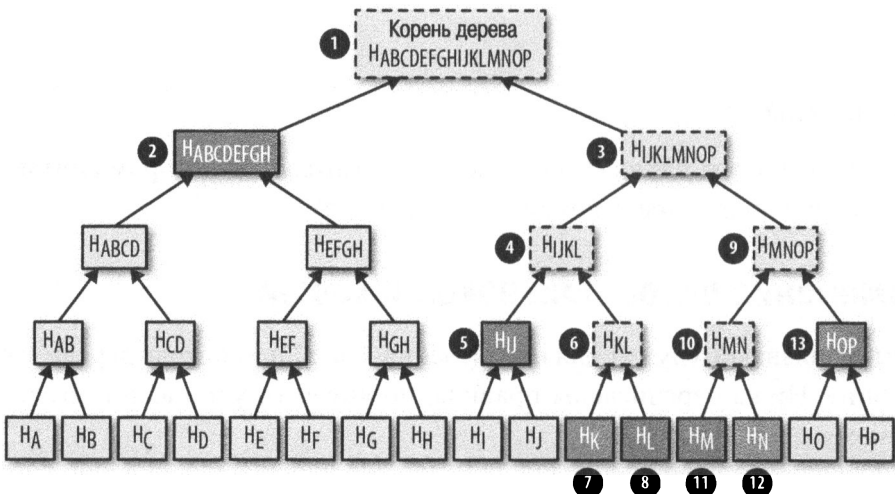 1 Корень дерева
HABCDEFGHIJKLMNOP
2 HABCDEFGH 3 HIJKLMNOP
HABCD HEFGH 4 HIJKL 9 HMNOP
HAB HCD HEF HGH 5 HIJ 6 HKL 10 HMN 13 HOP
HA HB HC HD HE HF HG HH HI HJ HK HL HM HN HO HP
7 8 11 12